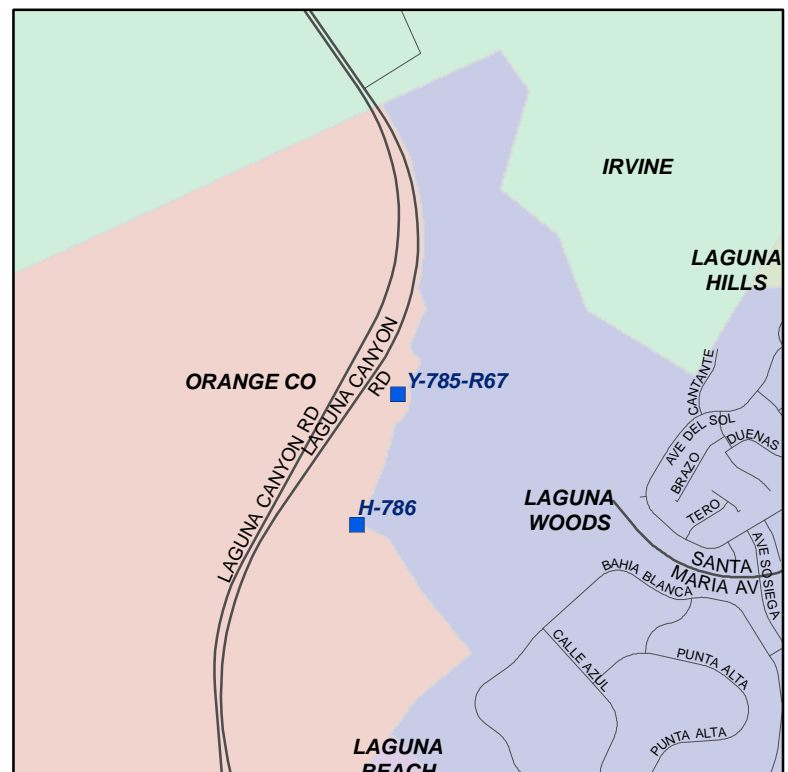 IRVINE
LAGUNA
HILLS
LAGUNA CANYON
RD
ORANGE CO
Y-785-R67
CANTANTE
LAGUNA CANYON RD
AVE DEL SOL
DUENAS
BRAZO
H-786
LAGUNA
WOODS
TERO
SANTA
MARIA AV
AVE SOSIEGA
BAHIA BLANCA
CALLE AZUL
PUNTA ALTA
PUNTA ALTA
LAGUNA
BEACH